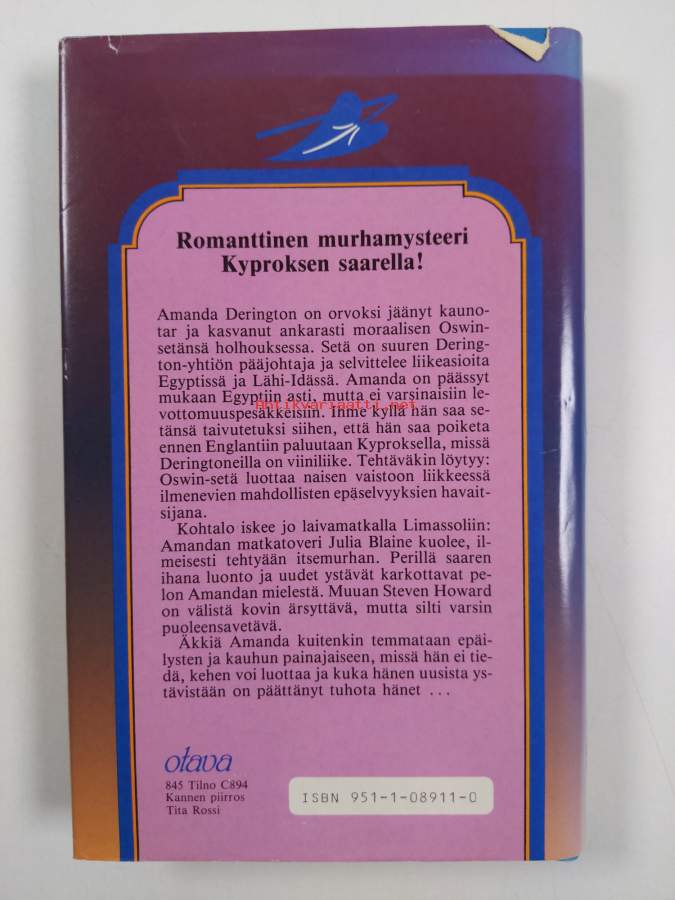 Romanttinen murhamysteeri
Kyproksen saarella!
Amanda Derington on orvoksi jäänyt kauno-
tar ja kasvanut ankarasti moraalisen Oswin-
setänsä holhouksessa. Setä on suuren Dering-
ton-yhtiön pääjohtaja ja selvittelee liikeasioita
Egyptissä ja Lähi-Idässä. Amanda on päässyt
mukaan Egyptiin asti, mutta ei varsinaisiin le-
vottomuuspesäkkeisiin. Ihme kyllä hän saa se-
Antikvariaatti.net
tänsä taivutetuksi siihen, että hän saa poiketa
ennen Englantiin paluutaan Kyproksella, missä
Deringtoneilla on viiniliike. Tehtäväkin löytyy:
Oswin-setä luottaa naisen vaistoon liikkeessä
ilmenevien mahdollisten epäselvyyksien havait-
sijana.
Kohtalo iskee jo laivamatkalla Limassoliin:
Amandan matkatoveri Julia Blaine kuolee, il-
meisesti tehtyään itsemurhan. Perillä saaren
ihana luonto ja uudet ystävät karkottavat pe-
lon Amandan mielestä. Muuan Steven Howard
on välistä kovin ärsyttävä, mutta silti varsin
puoleensavetävä.
Äkkiä Amanda kuitenkin temmataan epäi-
lysten ja kauhun painajaiseen, missä hän ei tie-
dä, kehen voi luottaa ja kuka hänen uusista ys-
tävistään on päättänyt tuhota hänet ...
otava
845 Tilno C894
Kannen piirros
Tita Rossi
ISBN 951-1-08911-0